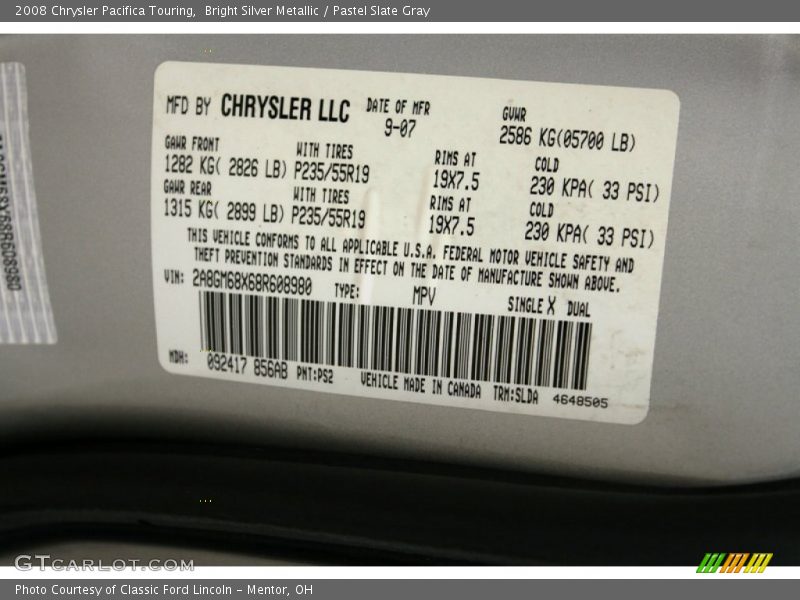 2008 Chrysler Pacifica Touring, Bright Silver Metallic / Pastel Slate Gray
MFD BY CHRYSLER LLC DATE OF MFR GVWR
9-07 2586 KG(05700 LB)
GAWR FRONT WITH TIRES RIMS AT COLD
1282 KG( 2826 LB) P235/55R19 19X7.5 230 KPA( 33 PSI)
GAWR REAR WITH TIRES RIMS AT COLD
1315 KG( 2899 LB) P235/55R19 19X7.5 230 KPA( 33 PSI)
THIS VEHICLE CONFORMS TO ALL APPLICABLE U.S.A. FEDERAL MOTOR VEHICLE SAFETY AND
THEFT PREVENTION STANDARDS IN EFFECT ON THE DATE OF MANUFACTURE SHOWN ABOVE.
VIN: 2A8GM68X68R608980 TYPE: MPV SINGLE X DUAL
MDH: 092417 856AB PNT:PS2 VEHICLE MADE IN CANADA TRM:SLDA 4648505
GTCARLOT.COM
Photo Courtesy of Classic Ford Lincoln - Mentor, OH